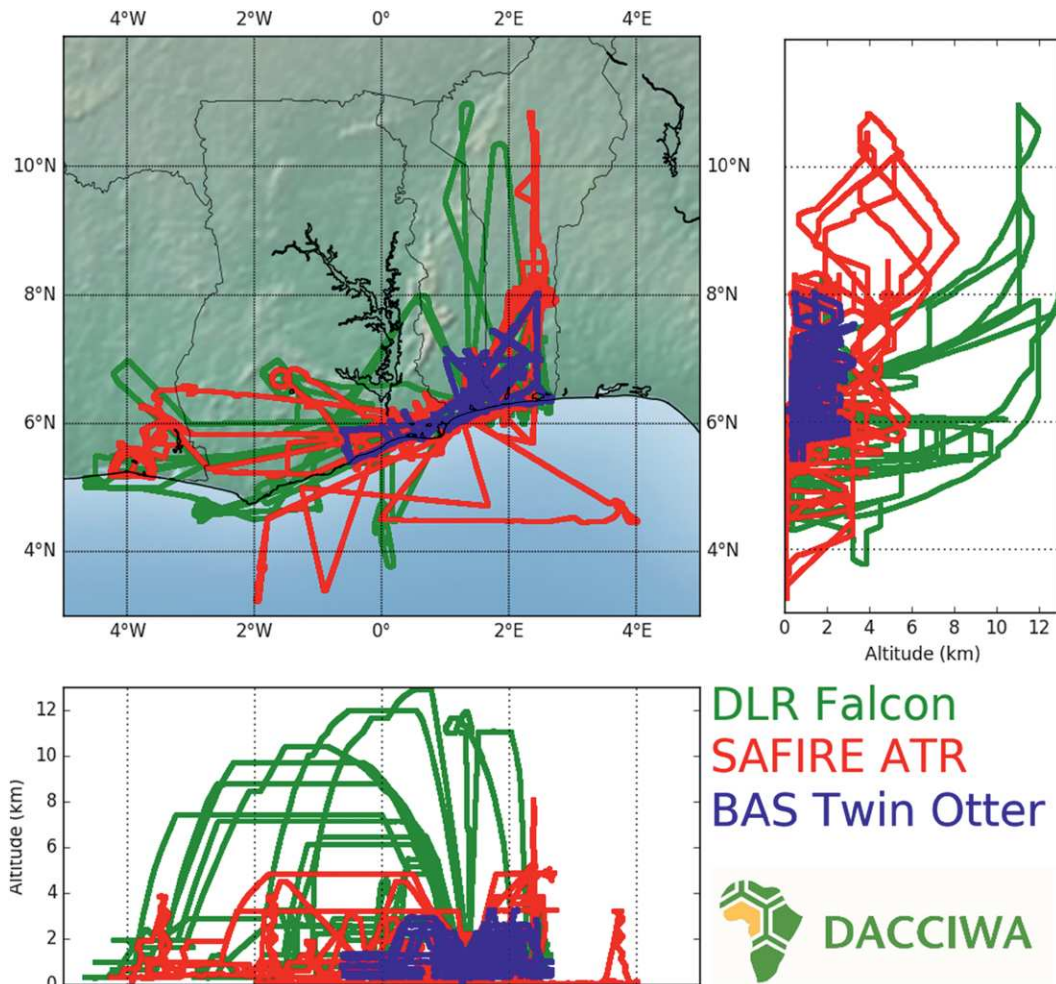 4°W 2°W 0° 2°E 4°E
10°N 10°N
8°N 8°N
6°N 6°N
4°N 4°N
4°W 2°W 0° 2°E 4°E
0 2 4 6 8 10 12
Altitude (km)
12
10
8
6
4
2
0
Altitude (km)
DLR Falcon
SAFIRE ATR
BAS Twin Otter
DACCIWA